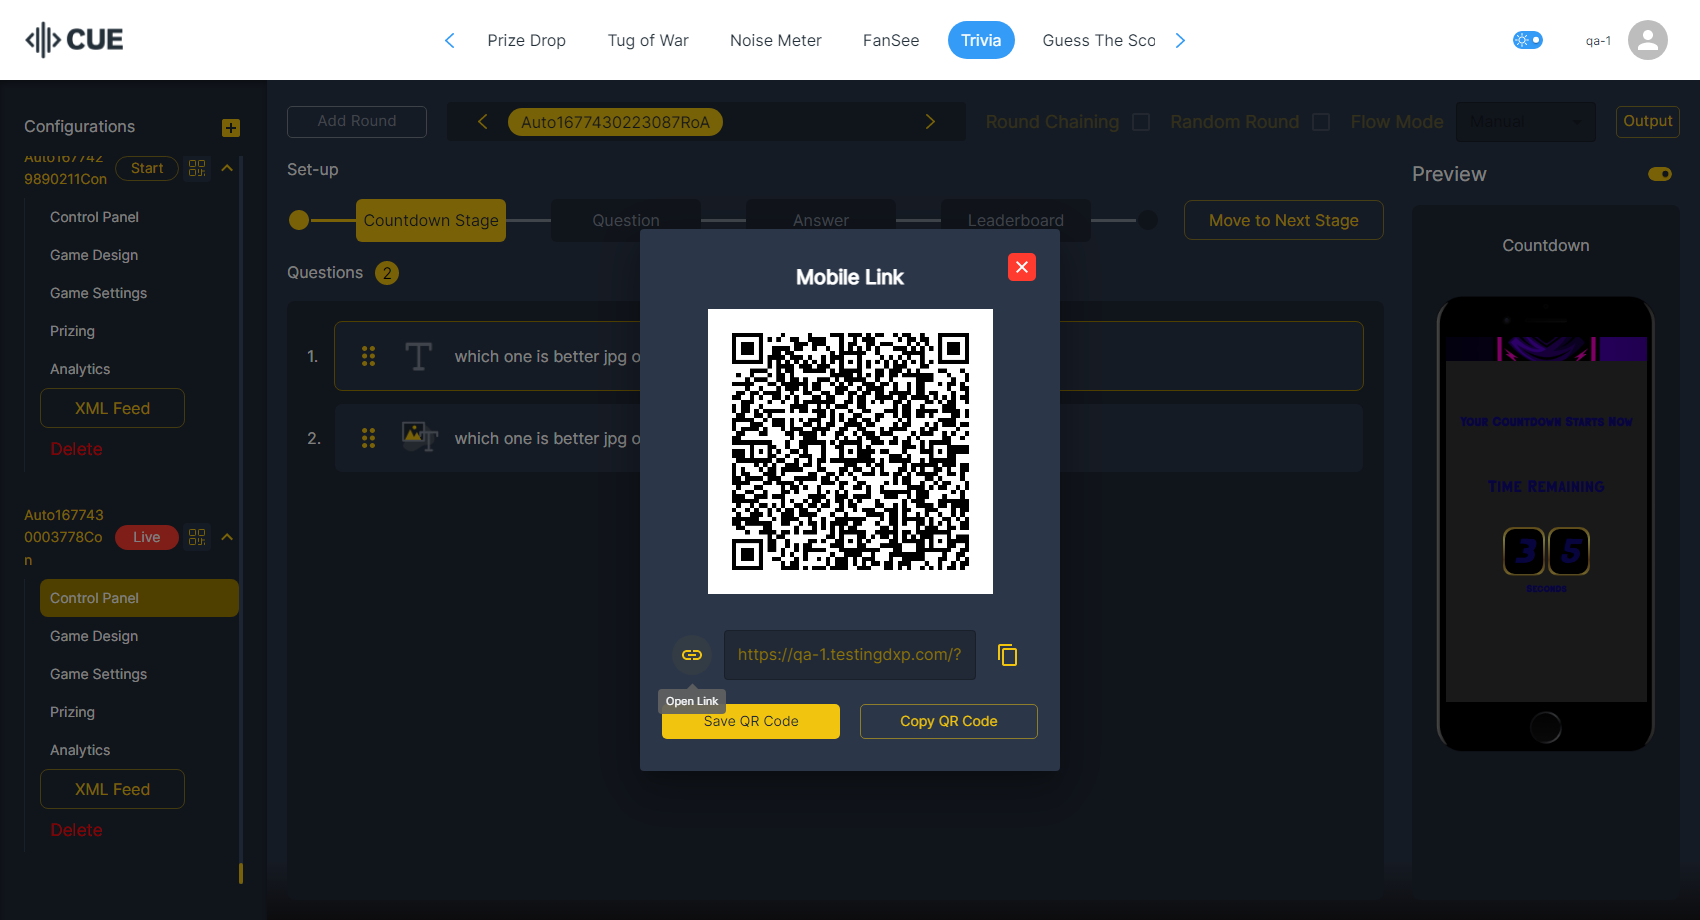 CUE
Prize Drop
Tug of War
Noise Meter
FanSee
Trivia
Guess The Sco
qa-1
Configurations
Auto167742
9890211Con
Start
Control Panel
Game Design
Game Settings
Prizing
Analytics
XML Feed
Delete
Auto167743
0003778Co
n
Live
Control Panel
Game Design
Game Settings
Prizing
Analytics
XML Feed
Delete
Add Round
Auto1677430223087RoA
Round Chaining
Random Round
Flow Mode
Manual
Output
Set-up
Countdown Stage
Question
Answer
Leaderboard
Move to Next Stage
Questions
2
1.
T
which one is better jpg o
2.
T
which one is better jpg o
Mobile Link
https://qa-1.testingdxp.com/?
Open Link
Save QR Code
Copy QR Code
Preview
Countdown
Your Countdown Starts Now
Time Remaining
35
Seconds